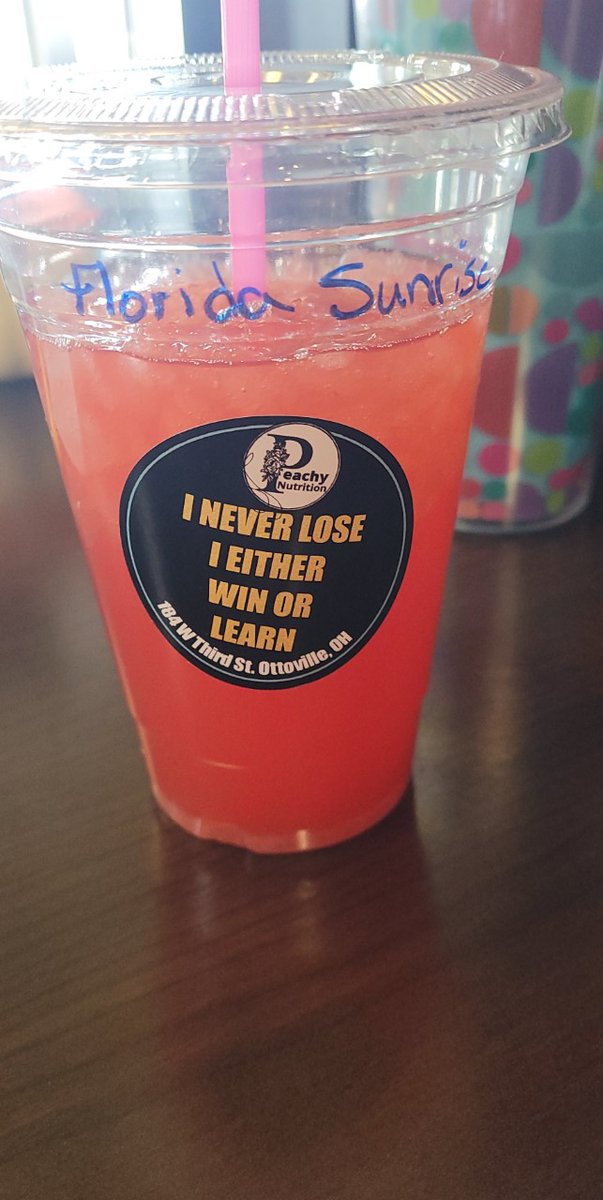 Florida Sunrise
Peachy
Nutrition
I NEVER LOSE
I EITHER
WIN OR
LEARN
184 W Third St. Ottoville, OH